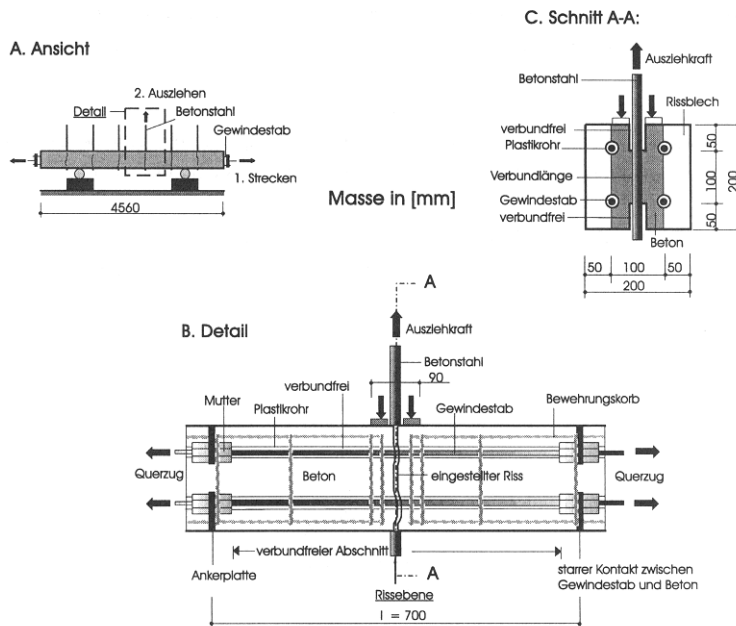 A. Ansicht
2. Ausziehen
Detail
Betonstahl
Gewindestab
1. Strecken
4560
Masse in [mm]
C. Schnitt A-A:
Ausziehkraft
Betonstahl
Rissblech
verbundfrei
Plastikrohr
Verbundlänge
Gewindestab
verbundfrei
Beton
50
100
50
200
50
100
50
200
B. Detail
A
Ausziehkraft
Betonstahl
90
verbundfrei
Mutter
Plastikrohr
Gewindestab
Bewehrungskorb
Querzug
Beton
eingestellter Riss
Querzug
verbundfreier Abschnitt
Ankerplatte
A
Rissebene
starrer Kontakt zwischen
Gewindestab und Beton
l = 700